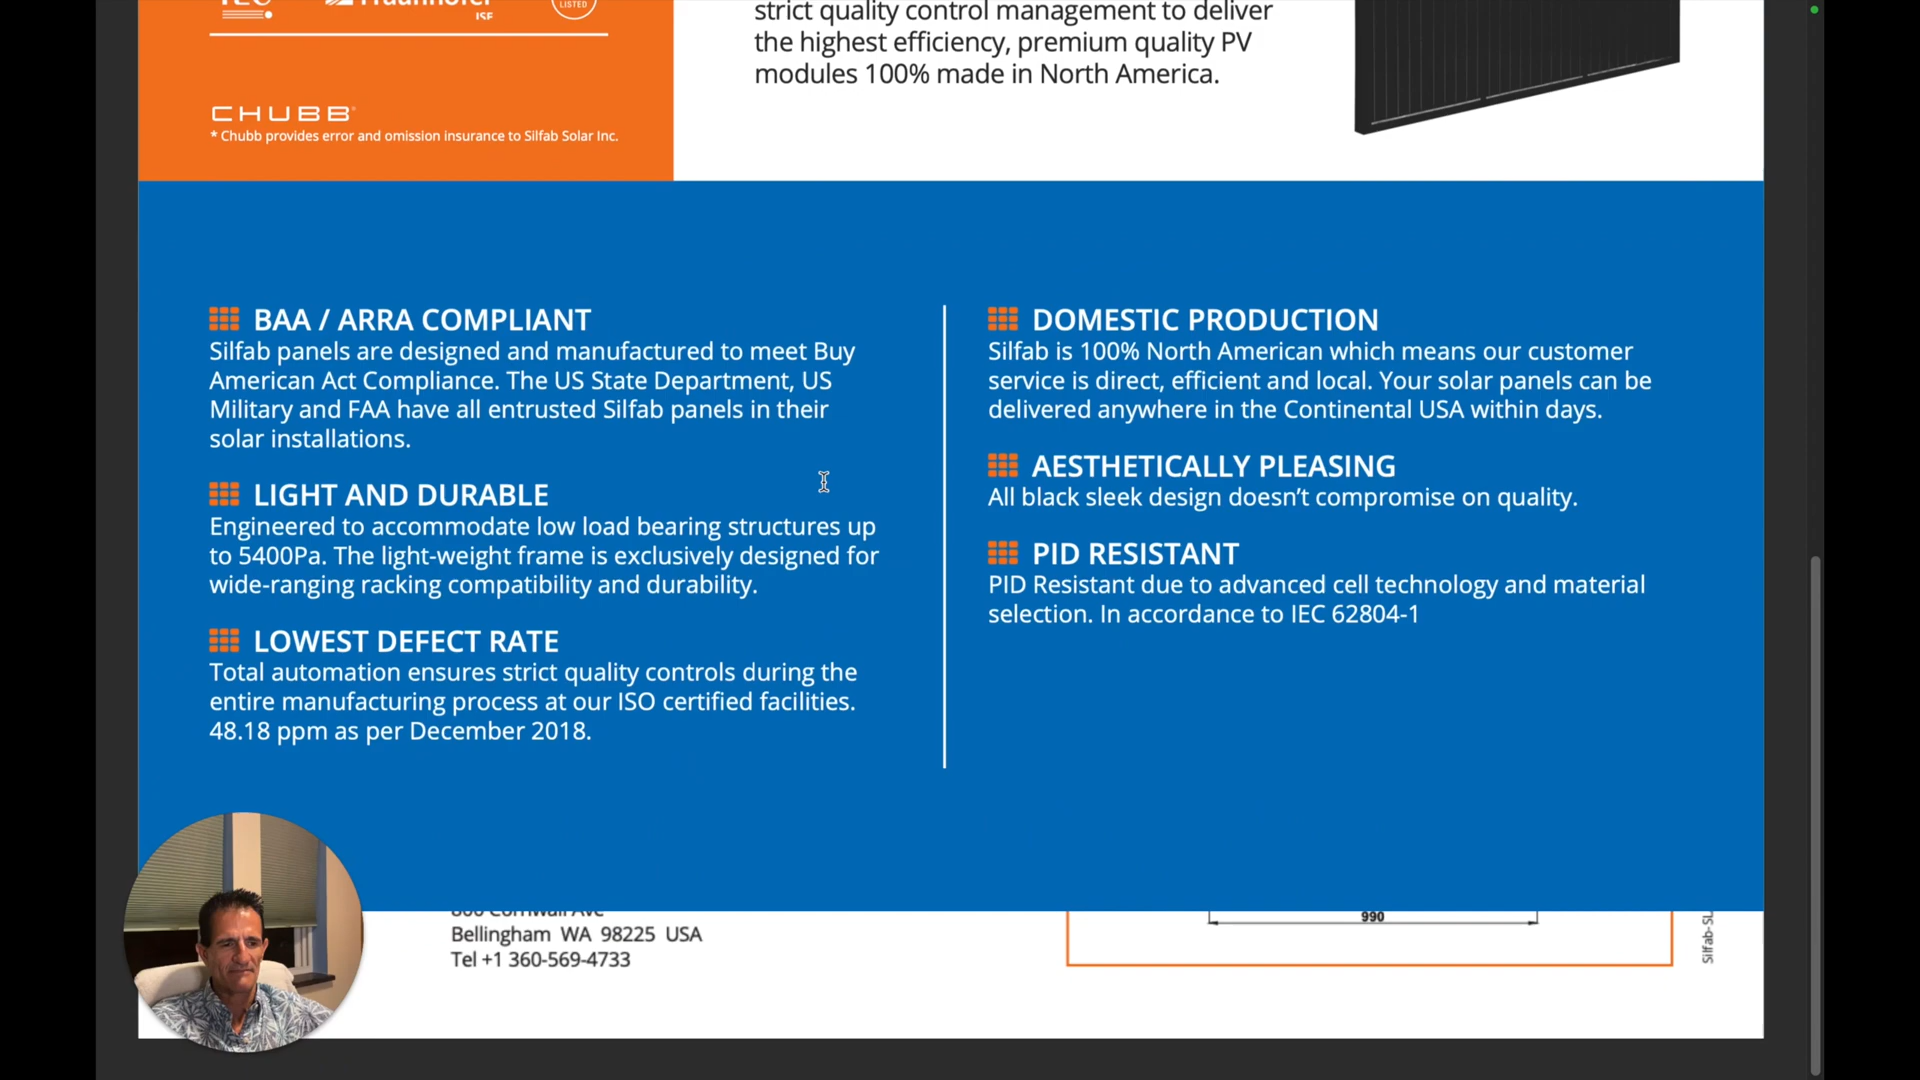 Fraunhofer
ISE
LISTED
CHUBB
* Chubb provides error and omission insurance to Silfab Solar Inc.
strict quality control management to deliver
the highest efficiency, premium quality PV
modules 100% made in North America.
BAA / ARRA COMPLIANT
Silfab panels are designed and manufactured to meet Buy
American Act Compliance. The US State Department, US
Military and FAA have all entrusted Silfab panels in their
solar installations.
LIGHT AND DURABLE
Engineered to accommodate low load bearing structures up
to 5400Pa. The light-weight frame is exclusively designed for
wide-ranging racking compatibility and durability.
LOWEST DEFECT RATE
Total automation ensures strict quality controls during the
entire manufacturing process at our ISO certified facilities.
48.18 ppm as per December 2018.
DOMESTIC PRODUCTION
Silfab is 100% North American which means our customer
service is direct, efficient and local. Your solar panels can be
delivered anywhere in the Continental USA within days.
AESTHETICALLY PLEASING
All black sleek design doesn’t compromise on quality.
PID RESISTANT
PID Resistant due to advanced cell technology and material
selection. In accordance to IEC 62804-1
Cornwall Ave
Bellingham WA 98225 USA
Tel +1 360-569-4733
990
Silfab-SL